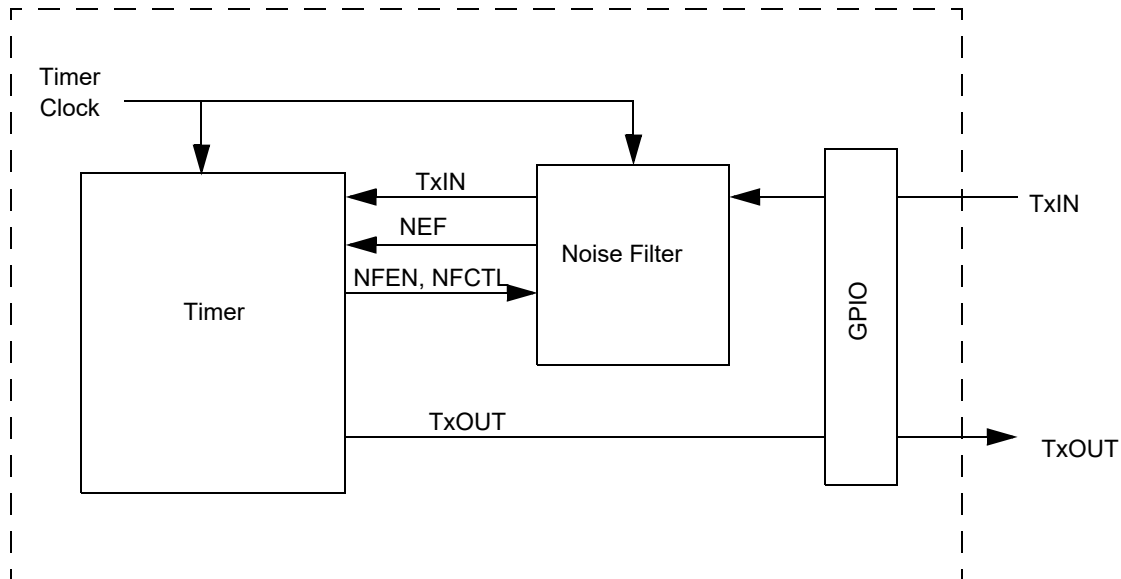 Timer
Clock
TxIN
TxIN
NEF
Noise Filter
NFEN, NFCTL
Timer
GPIO
TxOUT
TxOUT